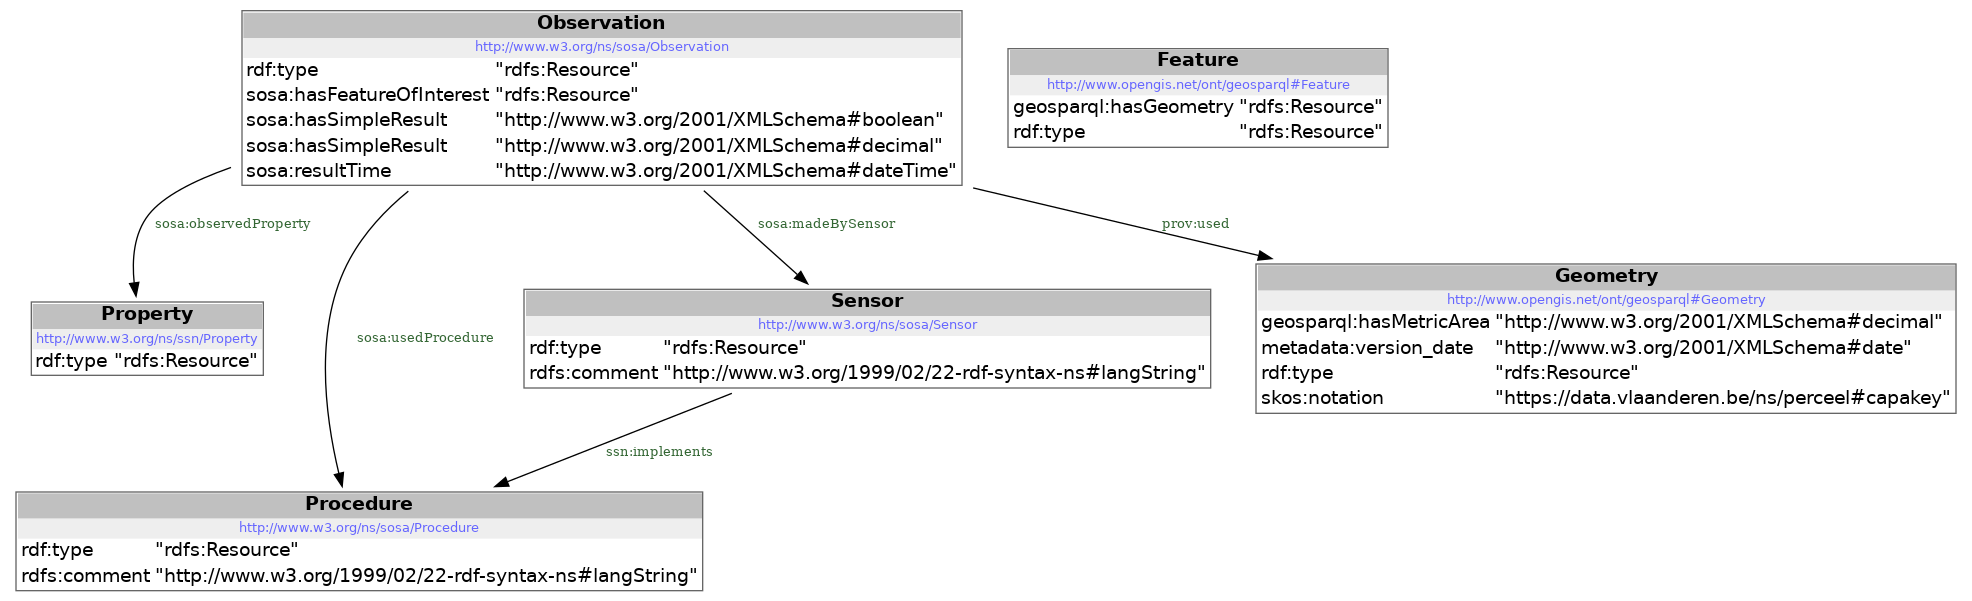 Observation
http://www.w3.org/ns/sosa/Observation
rdf:type "rdfs:Resource"
sosa:hasFeatureOfInterest "rdfs:Resource"
sosa:hasSimpleResult "http://www.w3.org/2001/XMLSchema#boolean"
sosa:hasSimpleResult "http://www.w3.org/2001/XMLSchema#decimal"
sosa:resultTime "http://www.w3.org/2001/XMLSchema#dateTime"
Feature
http://www.opengis.net/ont/geosparql#Feature
geosparql:hasGeometry "rdfs:Resource"
rdf:type "rdfs:Resource"
sosa:observedProperty
sosa:madeBySensor
prov:used
Property
http://www.w3.org/ns/ssn/Property
rdf:type "rdfs:Resource"
sosa:usedProcedure
Sensor
http://www.w3.org/ns/sosa/Sensor
rdf:type "rdfs:Resource"
rdfs:comment "http://www.w3.org/1999/02/22-rdf-syntax-ns#langString"
Geometry
http://www.opengis.net/ont/geosparql#Geometry
geosparql:hasMetricArea "http://www.w3.org/2001/XMLSchema#decimal"
metadata:version_date "http://www.w3.org/2001/XMLSchema#date"
rdf:type "rdfs:Resource"
skos:notation "https://data.vlaanderen.be/ns/perceel#capakey"
ssn:implements
Procedure
http://www.w3.org/ns/sosa/Procedure
rdf:type "rdfs:Resource"
rdfs:comment "http://www.w3.org/1999/02/22-rdf-syntax-ns#langString"